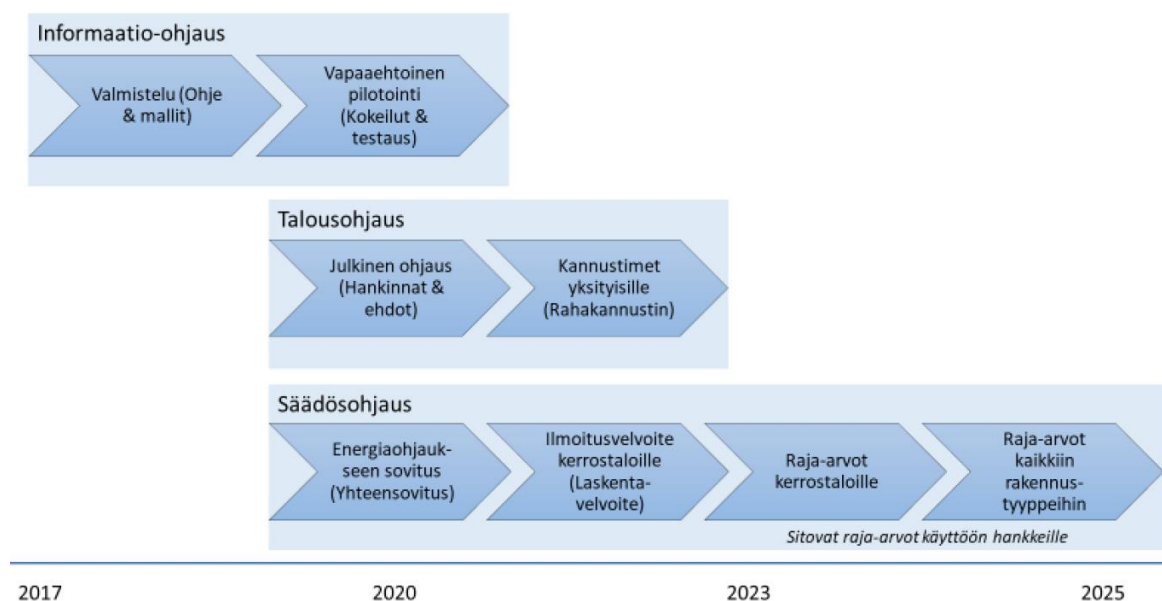 Informaatio-ohjaus
Valmistelu (Ohje
& mallit)
Vapaaehtoinen
pilotointi
(Kokeilut &
testaus)
Talousohjaus
Julkinen ohjaus
(Hankinnat &
ehdot)
Kannustimet
yksityisille
(Rahakannustin)
Säädösohjaus
Energiaohjauk-
seen sovitus
(Yhteensovitus)
Ilmoitusvelvoite
kerrostaloille
(Laskenta-
velvoite)
Raja-arvot
kerrostaloille
Raja-arvot
kaikkiin
rakennus-
tyyppeihin
Sitovat raja-arvot käyttöön hankkeille
2017 2020 2023 2025